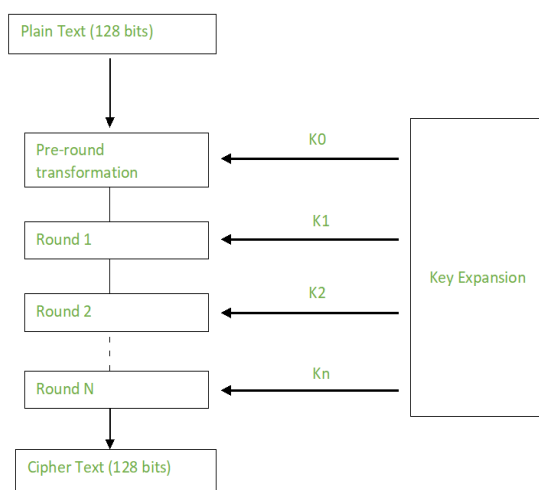 Plain Text (128 bits)
Pre-round
transformation
K0
Round 1
K1
Key Expansion
Round 2
K2
Round N
Kn
Cipher Text (128 bits)